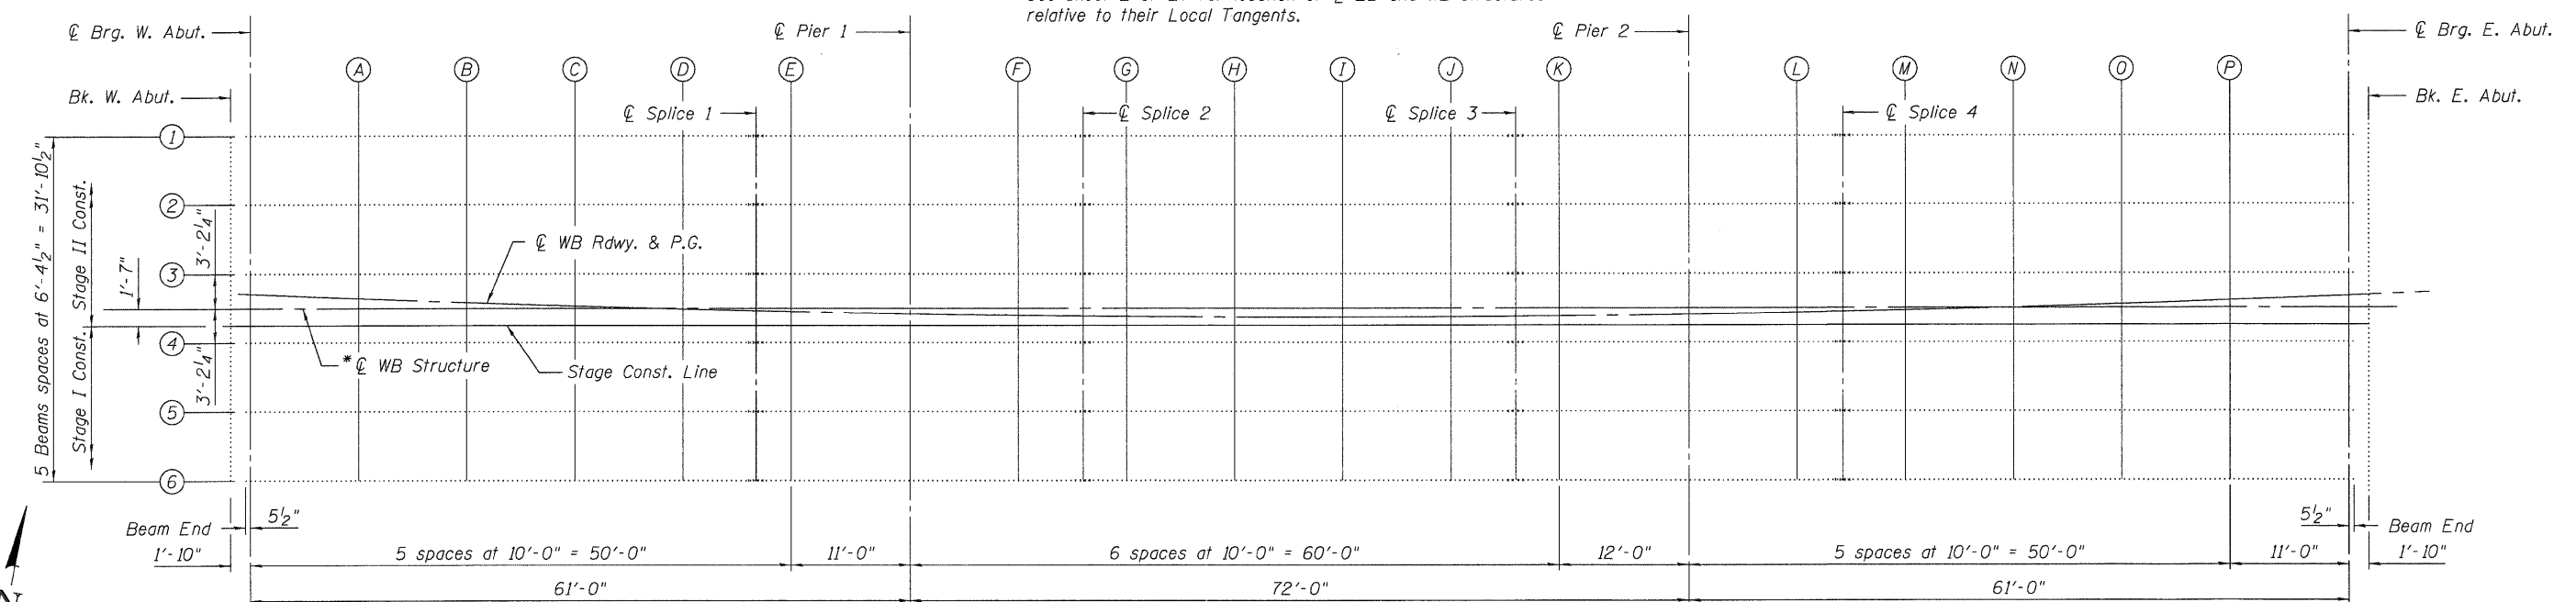 relative to their Local Tangents.
℄ Brg. W. Abut.
℄ Pier 1
℄ Pier 2
℄ Brg. E. Abut.
A B C D E F G H I J K L M N O P
Bk. W. Abut.
Bk. E. Abut.
℄ Splice 1
℄ Splice 2
℄ Splice 3
℄ Splice 4
1
2
3
4
5
6
5 Beams spaces at 6'-4½" = 31'-10½"
Stage II Const.
Stage I Const.
1'-7"
3'-2¼"
3'-2¼"
℄ WB Rdwy. & P.G.
*℄ WB Structure
Stage Const. Line
Beam End
5½"
5½"
Beam End
1'-10"
5 spaces at 10'-0" = 50'-0"
11'-0"
6 spaces at 10'-0" = 60'-0"
12'-0"
5 spaces at 10'-0" = 50'-0"
11'-0"
1'-10"
61'-0"
72'-0"
61'-0"
N